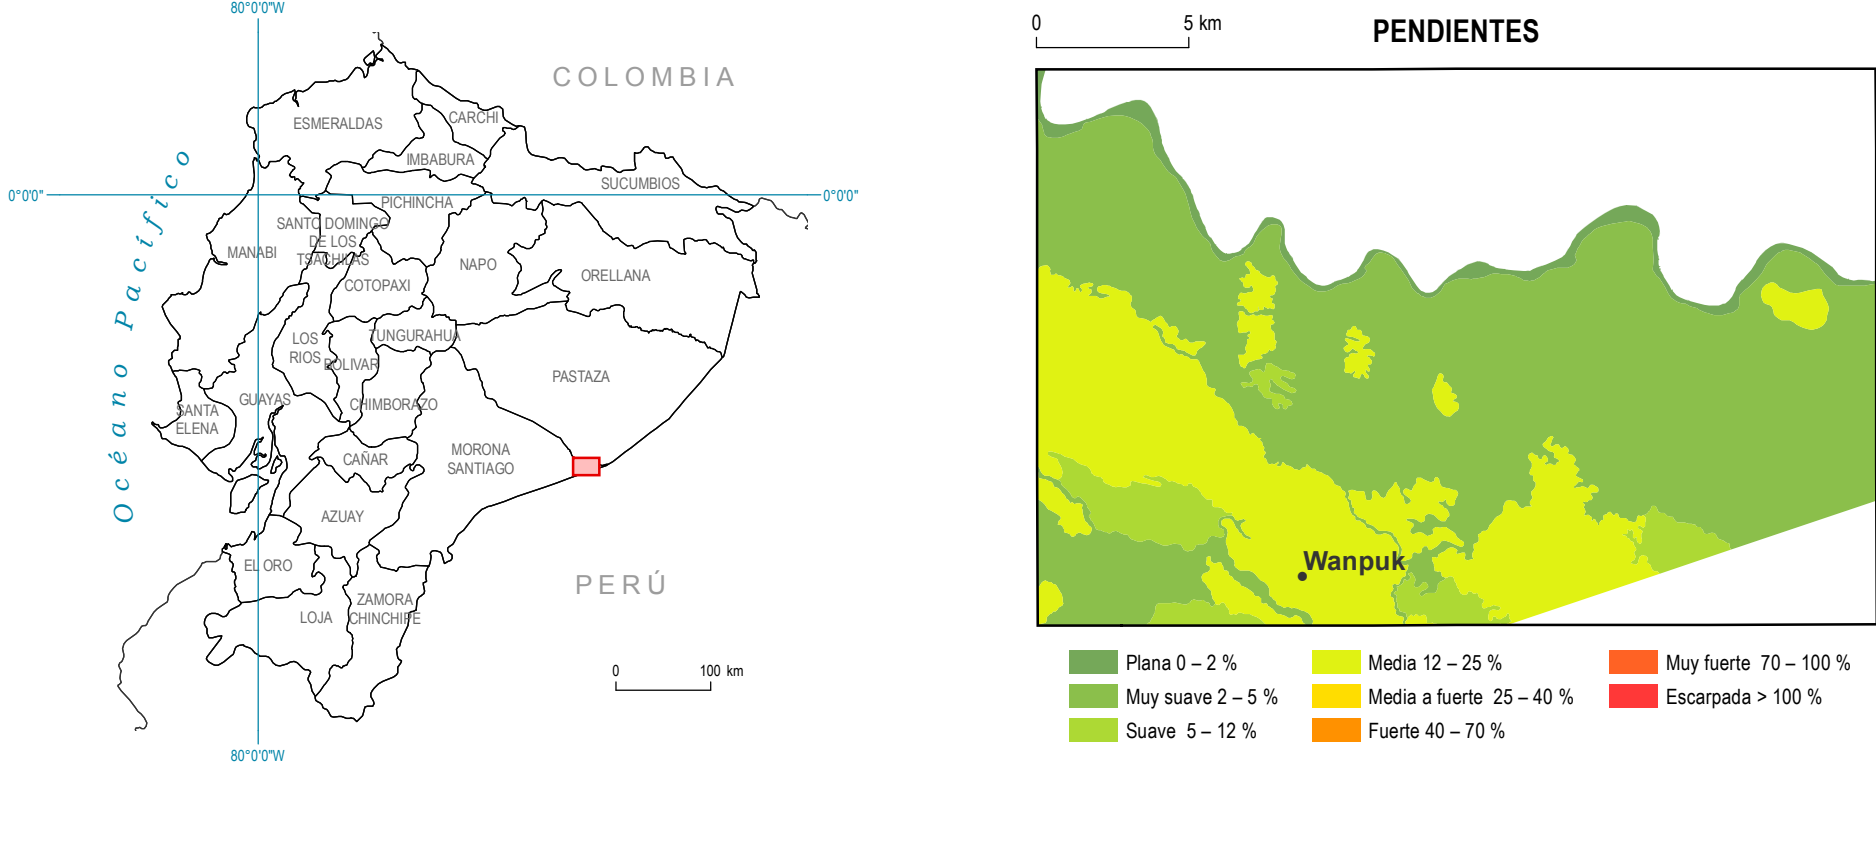 80°0'0"W
COLOMBIA
ESMERALDAS
CARCHI
IMBABURA
SUCUMBIOS
0°0'0"
0°0'0"
PICHINCHA
SANTO DOMINGO
DE LOS
TSACHILAS
MANABI
NAPO
ORELLANA
COTOPAXI
Océano Pacífico
LOS
RIOS
TUNGURAHUA
BOLIVAR
PASTAZA
GUAYAS
CHIMBORAZO
SANTA
ELENA
CAÑAR
MORONA
SANTIAGO
AZUAY
EL ORO
PERÚ
LOJA
ZAMORA
CHINCHIPE
0 100 km
80°0'0"W
0 5 km
PENDIENTES
Wanpuk
Plana 0 – 2 %
Muy suave 2 – 5 %
Suave 5 – 12 %
Media 12 – 25 %
Media a fuerte 25 – 40 %
Fuerte 40 – 70 %
Muy fuerte 70 – 100 %
Escarpada > 100 %